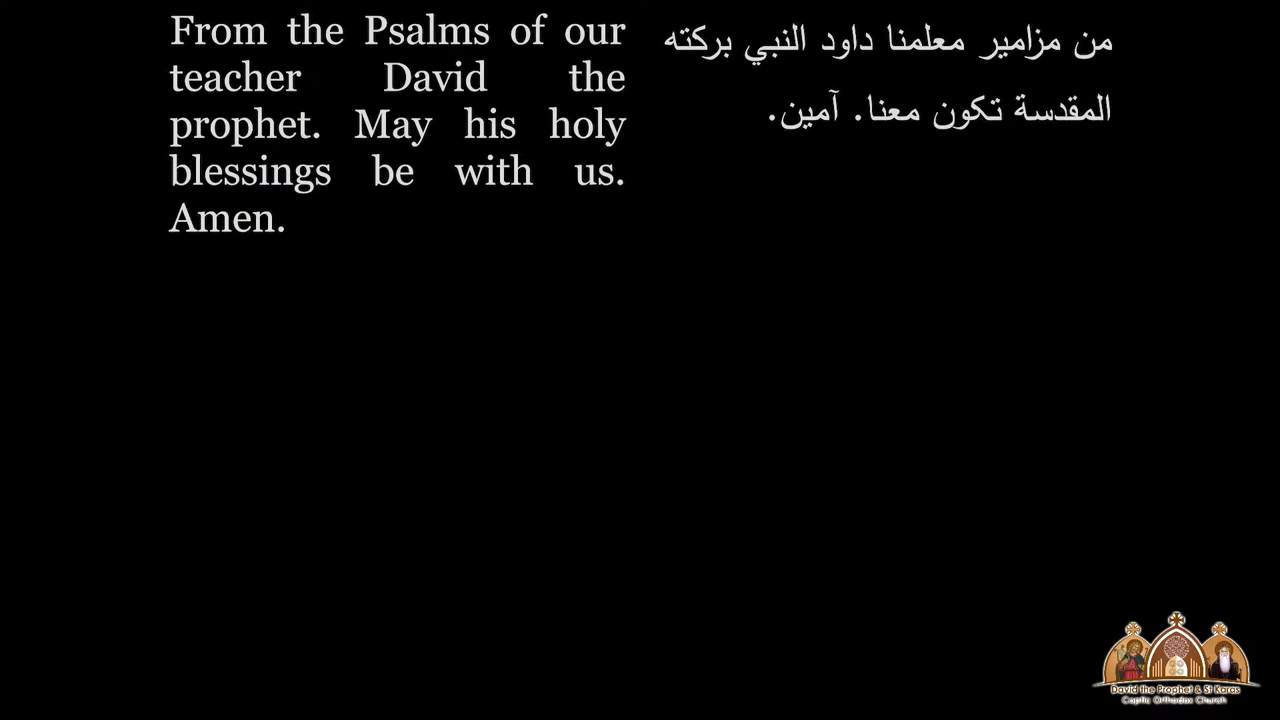 From the Psalms of our
teacher David the
prophet. May his holy
blessings be with us.
Amen.
من مزامير معلمنا داود النبي بركته
المقدسة تكون معنا. آمين.
David the Prophet & St Karas
Coptic Orthodox Church